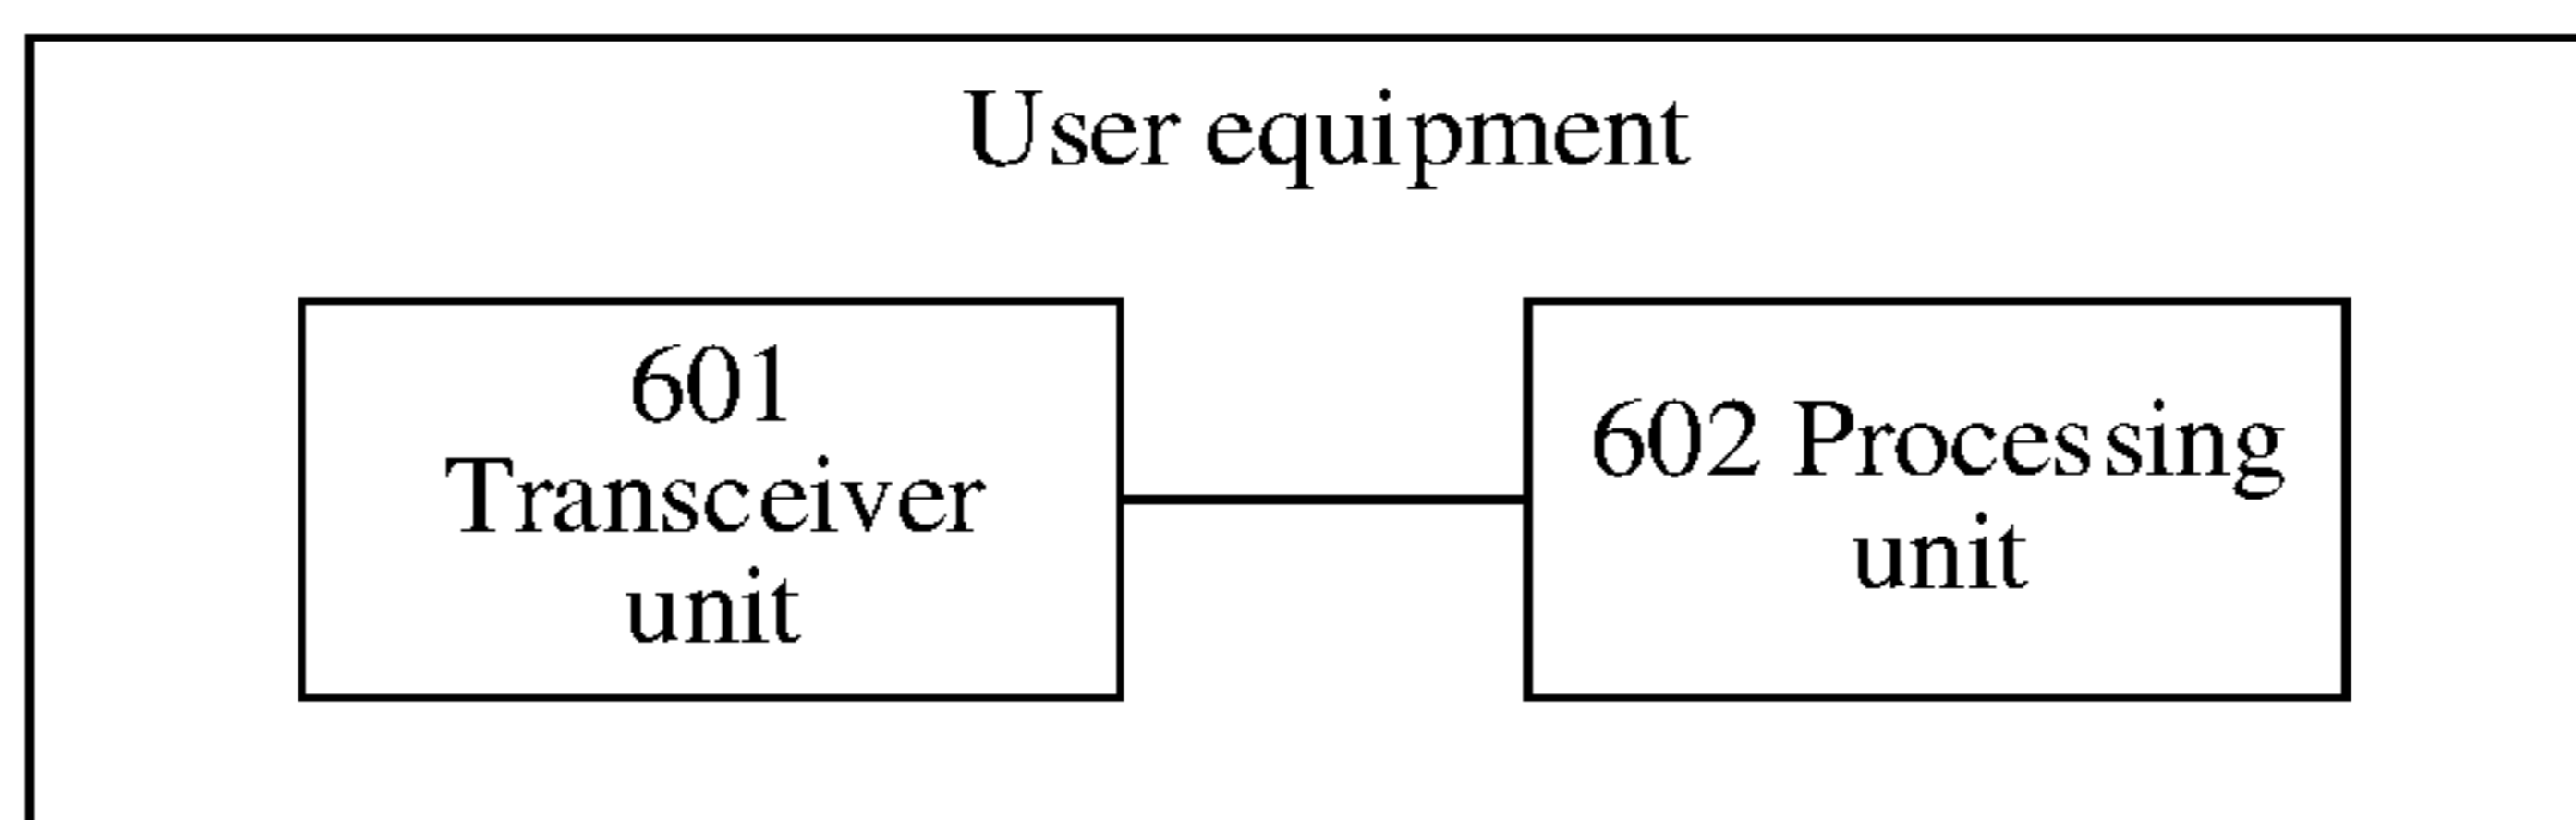 User equipment
601
Transceiver
unit
602 Processing
unit